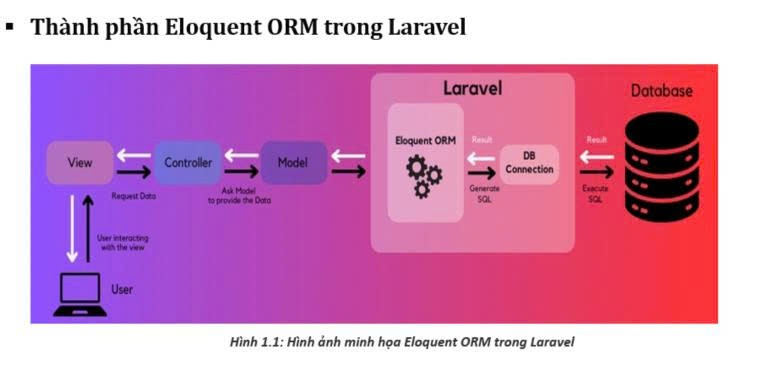 ▪ Thành phần Eloquent ORM trong Laravel
Laravel
Database
Eloquent ORM
Result
Result
View
Controller
Model
DB
Connection
Request Data
Ask Model
to provide the Data
Generate
SQL
Execute
SQL
User interacting
with the view
User
Hình 1.1: Hình ảnh minh họa Eloquent ORM trong Laravel